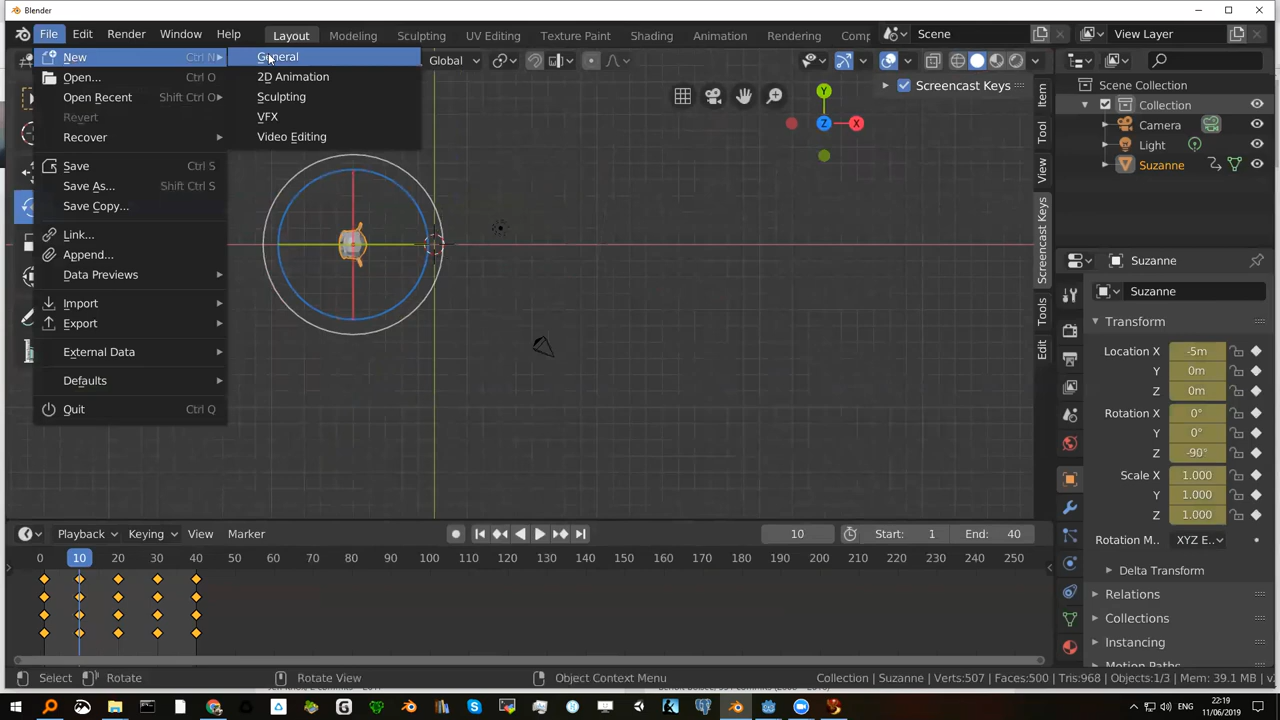 Blender
File Edit Render Window Help Layout Modeling Sculpting UV Editing Texture Paint Shading Animation Rendering Comp Scene View Layer
New Ctrl N
Open... Ctrl O
Open Recent Shift Ctrl O
Revert
Recover
Save Ctrl S
Save As... Shift Ctrl S
Save Copy...
Link...
Append...
Data Previews
Import
Export
External Data
Defaults
Quit Ctrl Q
General
2D Animation
Sculpting
VFX
Video Editing
Global
Screencast Keys
Y
Z X
Item
Tool
View
Screencast Keys
Tools
Edit
Scene Collection
Collection
Camera
Light
Suzanne
Suzanne
Suzanne
Transform
Location X -5m
Y 0m
Z 0m
Rotation X 0°
Y 0°
Z -90°
Scale X 1.000
Y 1.000
Z 1.000
Rotation M... XYZ E...
Delta Transform
Relations
Collections
Instancing
Motion Paths
Playback Keying View Marker 10 Start: 1 End: 40
0 10 20 30 40 50 60 70 80 90 100 110 120 130 140 150 160 170 180 190 200 210 220 230 240 250
Select Rotate Rotate View Object Context Menu Collection | Suzanne | Verts:507 | Faces:500 | Tris:968 | Objects:1/3 | Mem: 39.1 MB | v
ENG 22:19
11/06/2019